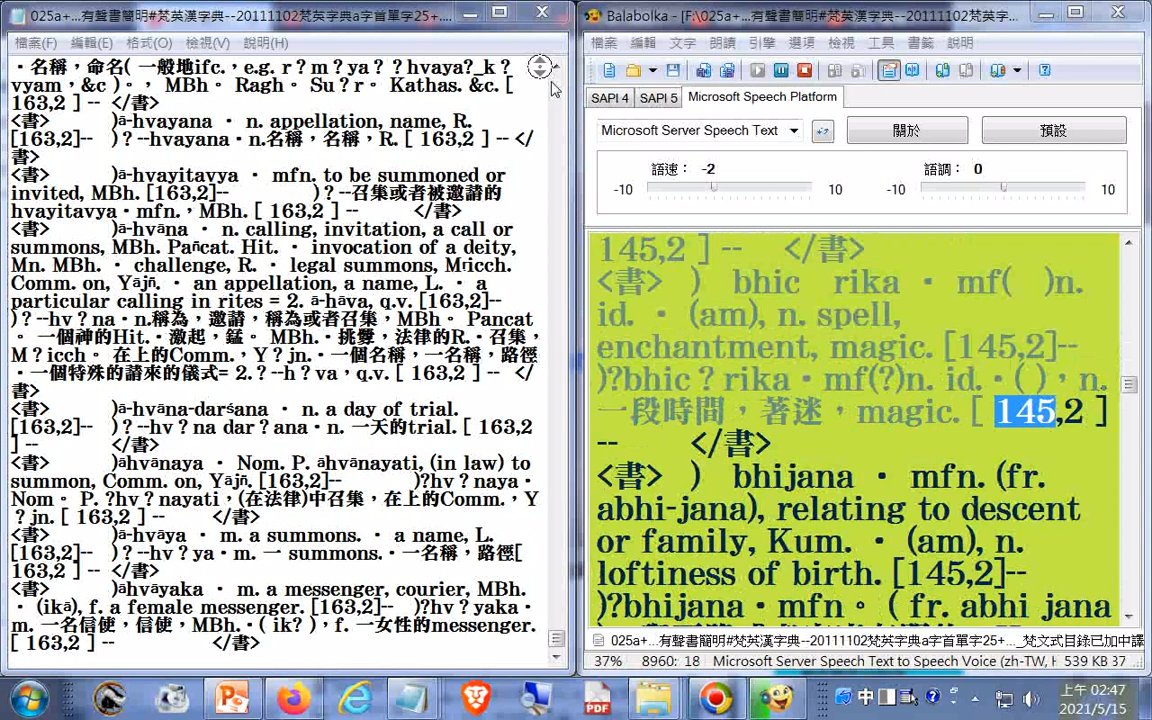 025a+...有聲書簡明#梵英漢字典--20111102梵英字典a字首單字25+...
檔案(F) 編輯(E) 格式(O) 檢視(V) 說明(H)
‧名稱，命名( 一般地ifc.，e.g. r？m？ya？？hvaya?_k？
vyam，&c )。， MBh。Ragh。Su？r。Kathas. &c. [
163,2 ] -- </書>
<書> )ā-hvayana ‧ n. appellation, name, R.
[163,2]-- )？--hvayana‧n.名稱，名稱，R. [ 163,2 ] -- </
書>
<書> )ā-hvayitavya ‧ mfn. to be summoned or
invited, MBh. [163,2]-- )？--召集或者被邀請的
hvayitavya‧mfn.，MBh. [ 163,2 ] -- </書>
<書> )ā-hvāna ‧ n. calling, invitation, a call or
summons, MBh. Pañcat. Hit. ‧ invocation of a deity,
Mn. MBh. ‧ challenge, R. ‧ legal summons, Mṛicch.
Comm. on, Yājñ. ‧ an appellation, a name, L. ‧ a
particular calling in rites = 2. ā-hāva, q.v. [163,2]--
)？--hv？na‧n.稱為，邀請，稱為或者召集，MBh。Pancat
。一個神的Hit.‧激起，錳。MBh.‧挑釁，法律的R.‧召集，
M？icch。在上的Comm.，Y？jn.‧一個名稱，一名稱，路徑
‧一個特殊的請來的儀式= 2.？--h？va，q.v. [ 163,2 ] -- </
書>
<書> )ā-hvāna-darśana ‧ n. a day of trial.
[163,2]-- )？--hv？na dar？ana‧n．一天的trial. [ 163,2
] -- </書>
<書> )āhvānaya ‧ Nom. P. āhvānayati, (in law) to
summon, Comm. on, Yājñ. [163,2]-- )?hv？naya‧
Nom。P. ?hv？nayati，(在法律)中召集，在上的Comm.，Y
？jn. [ 163,2 ] -- </書>
<書> )ā-hvāya ‧ m. a summons. ‧ a name, L.
[163,2]-- )？--hv？ya‧m. 一 summons.‧一名稱，路徑[
163,2 ] -- </書>
<書> )āhvāyaka ‧ m. a messenger, courier, MBh.
‧ (ikā), f. a female messenger. [163,2]-- )?hv？yaka‧
m. 一名信使，信使，MBh.‧( ik？)，f. 一女性的messenger.
[ 163,2 ] -- </書>
Balabolka - [F:\025a+...有聲書簡明#梵英漢字典--20111102梵英字...
檔案 編輯 文字 朗讀 引擎 選項 檢視 工具 書籤 說明
SAPI 4 SAPI 5 Microsoft Speech Platform
Microsoft Server Speech Text 關於 預設
語速： -2 語調： 0
-10 10 -10 10
145,2 ] -- </書>
<書> ) bhic rika ‧ mf( )n.
id. ‧ (am), n. spell,
enchantment, magic. [145,2]--
)?bhic？rika‧mf(?)n. id.‧( )，n.
一段時間，著迷，magic. [ 145,2 ]
-- </書>
<書> ) bhijana ‧ mfn. (fr.
abhi-jana), relating to descent
or family, Kum. ‧ (am), n.
loftiness of birth. [145,2]--
)?bhijana‧mfn。( fr. abhi jana
025a+...有聲書簡明#梵英漢字典--20111102梵英字典a字首單字25+..._梵文式目錄已加中譯
37% 8960: 18 Microsoft Server Speech Text to Speech Voice (zh-TW, H 539 KB 37
中
上午 02:47
2021/5/15